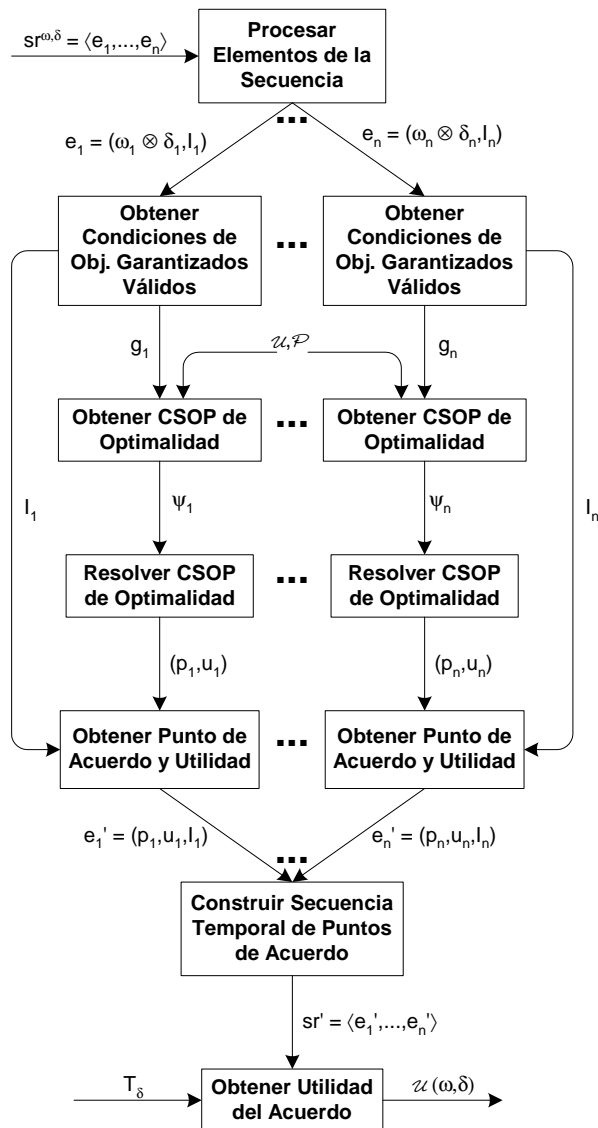 sr^ω,δ = ⟨e₁,...,eₙ⟩
Procesar
Elementos de la
Secuencia
...
e₁ = (ω₁ ⊗ δ₁,I₁)
eₙ = (ωₙ ⊗ δₙ,Iₙ)
Obtener
Condiciones de
Obj. Garantizados
Válidos
...
Obtener
Condiciones de
Obj. Garantizados
Válidos
g₁
𝒰,𝒫
gₙ
Obtener CSOP de
Optimalidad
...
Obtener CSOP de
Optimalidad
I₁
ψ₁
ψₙ
Iₙ
Resolver CSOP
de Optimalidad
...
Resolver CSOP
de Optimalidad
(p₁,u₁)
(pₙ,uₙ)
Obtener Punto de
Acuerdo y Utilidad
...
Obtener Punto de
Acuerdo y Utilidad
e₁' = (p₁,u₁,I₁)
eₙ' = (pₙ,uₙ,Iₙ)
...
Construir Secuencia
Temporal de Puntos
de Acuerdo
sr' = ⟨e₁',...,eₙ'⟩
T_δ
Obtener Utilidad
del Acuerdo
𝒰(ω,δ)